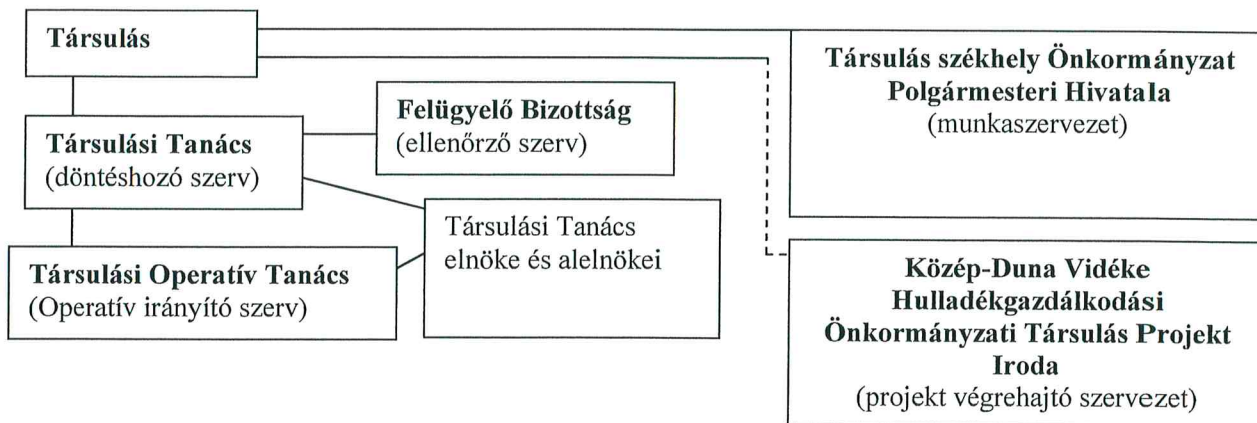 Társulás
Társulás székhely Önkormányzat
Polgármesteri Hivatala
(munkaszervezet)
Felügyelő Bizottság
(ellenőrző szerv)
Társulási Tanács
(döntéshozó szerv)
Társulási Tanács
elnöke és alelnökei
Társulási Operatív Tanács
(Operatív irányító szerv)
Közép-Duna Vidéke
Hulladékgazdálkodási
Önkormányzati Társulás Projekt
Iroda
(projekt végrehajtó szervezet)